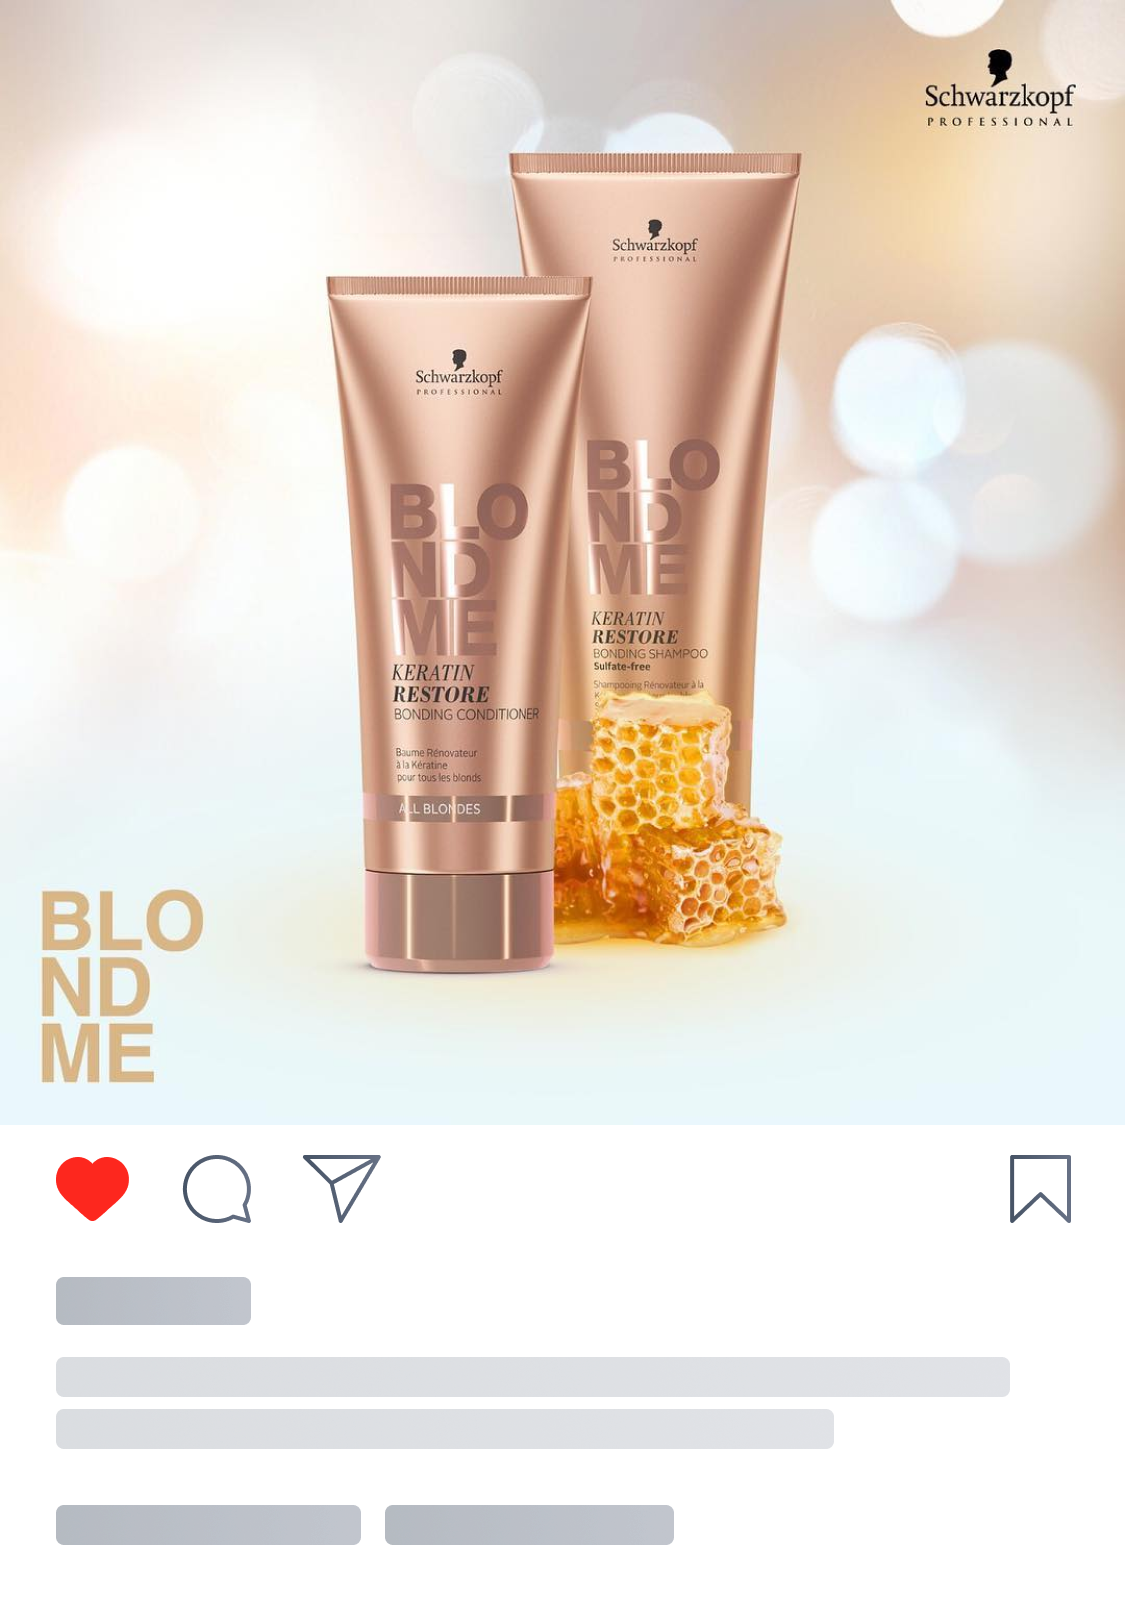 Schwarzkopf
PROFESSIONAL
Schwarzkopf
PROFESSIONAL
BLO
ND
ME
KERATIN
RESTORE
BONDING SHAMPOO
Sulfate-free
Shampooing Rénovateur à la
Schwarzkopf
PROFESSIONAL
BLO
ND
ME
KERATIN
RESTORE
BONDING CONDITIONER
Baume Rénovateur
à la Kératine
pour tous les blonds
ALL BLONDES
BLO
ND
ME